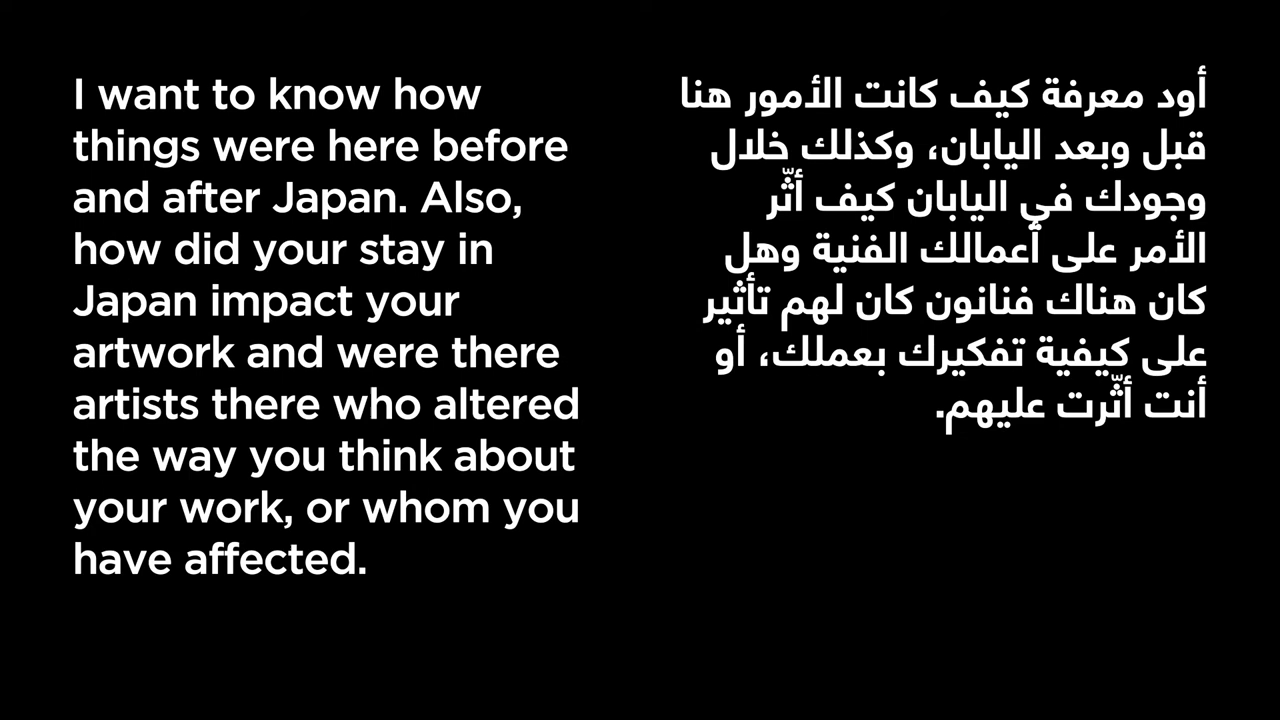 I want to know how
things were here before
and after Japan. Also,
how did your stay in
Japan impact your
artwork and were there
artists there who altered
the way you think about
your work, or whom you
have affected.
أود معرفة كيف كانت الأمور هنا
قبل وبعد اليابان، وكذلك خلال
وجودك في اليابان كيف أثّر
الأمر على أعمالك الفنية وهل
كان هناك فنانون كان لهم تأثير
على كيفية تفكيرك بعملك، أو
أنت أثّرت عليهم.